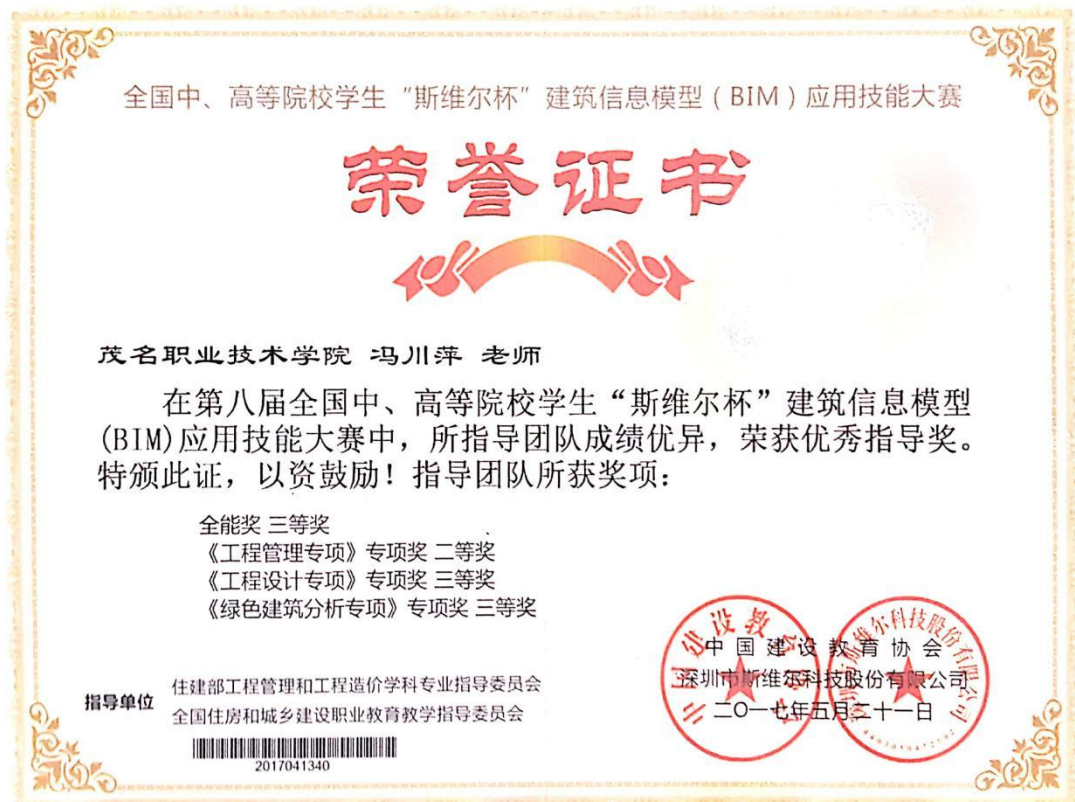 全国中、高等院校学生“斯维尔杯”建筑信息模型(BIM)应用技能大赛
荣誉证书
茂名职业技术学院 冯川萍 老师
在第八届全国中、高等院校学生“斯维尔杯”建筑信息模型
(BIM)应用技能大赛中，所指导团队成绩优异，荣获优秀指导奖。
特颁此证，以资鼓励！指导团队所获奖项：
全能奖 三等奖
《工程管理专项》专项奖 二等奖
《工程设计专项》专项奖 三等奖
《绿色建筑分析专项》专项奖 三等奖
中国建设教育协会
深圳市斯维尔科技股份有限公司
二〇一七年五月二十一日
指导单位
住建部工程管理和工程造价学科专业指导委员会
全国住房和城乡建设职业教育教学指导委员会
2017041340